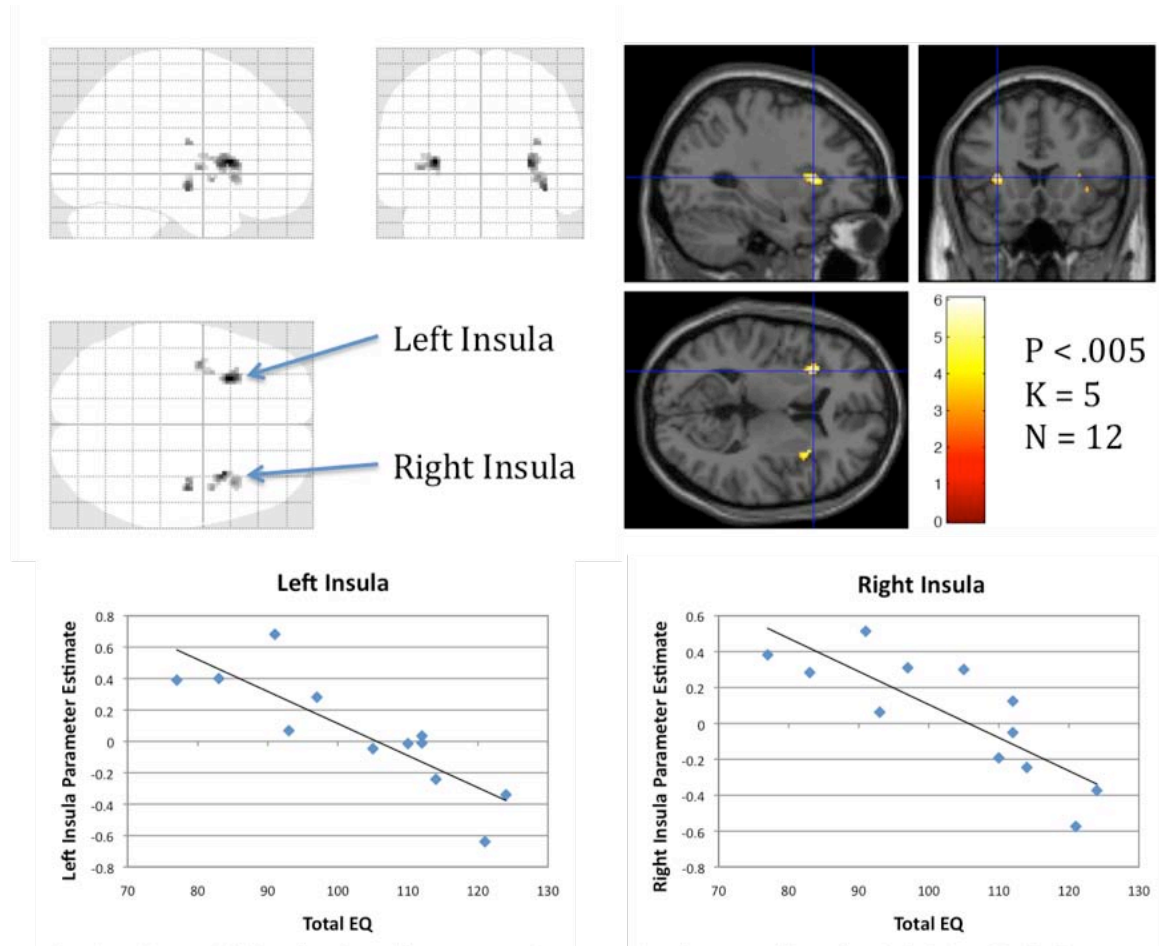 Left Insula
Right Insula
6
5
4
3
2
1
0
P < .005
K = 5
N = 12
Left Insula
Left Insula Parameter Estimate
0.8
0.6
0.4
0.2
0
-0.2
-0.4
-0.6
-0.8
70 80 90 100 110 120 130
Total EQ
Right Insula
Right Insula Parameter Estimate
0.6
0.4
0.2
0
-0.2
-0.4
-0.6
-0.8
70 80 90 100 110 120 130
Total EQ